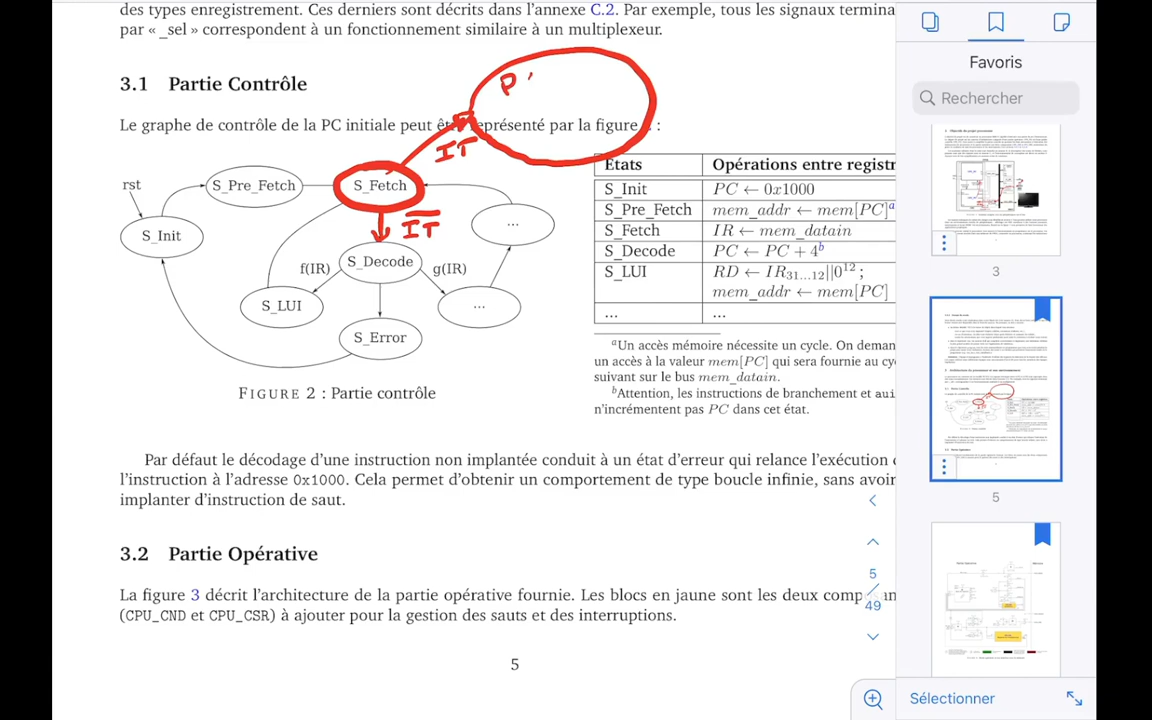 des types enregistrement. Ces derniers sont décrits dans l'annexe C.2. Par exemple, tous les signaux termina
par « _sel » correspondent à un fonctionnement similaire à un multiplexeur.
3.1 Partie Contrôle
P'
Le graphe de contrôle de la PC initiale peut être représenté par la figure :
IT
rst
S_Pre_Fetch
S_Fetch
IT
S_Init
...
f(IR)
S_Decode
g(IR)
S_LUI
...
S_Error
FIGURE 2 : Partie contrôle
Etats Opérations entre registr
S_Init PC ← 0x1000
S_Pre_Fetch mem_addr ← mem[PC]ᵃ
S_Fetch IR ← mem_datain
S_Decode PC ← PC + 4ᵇ
S_LUI RD ← IR₃₁...₁₂||0¹² ;
mem_addr ← mem[PC]
... ...
ᵃUn accès mémoire nécessite un cycle. On deman
un accès à la valeur mem[PC] qui sera fournie au cy
suivant sur le bus mem_datain.
ᵇAttention, les instructions de branchement et aui
n'incrémentent pas PC dans cet état.
Par défaut le décodage d'une instruction non implantée conduit à un état d'erreur qui relance l'exécution
l'instruction à l'adresse 0x1000. Cela permet d'obtenir un comportement de type boucle infinie, sans avoir
implanter d'instruction de saut.
3.2 Partie Opérative
La figure 3 décrit l'architecture de la partie opérative fournie. Les blocs en jaune sont les deux comp
(CPU_CND et CPU_CSR) à ajouter pour la gestion des sauts et des interruptions.
5
5
/
49
Favoris
Rechercher
3
5
Sélectionner